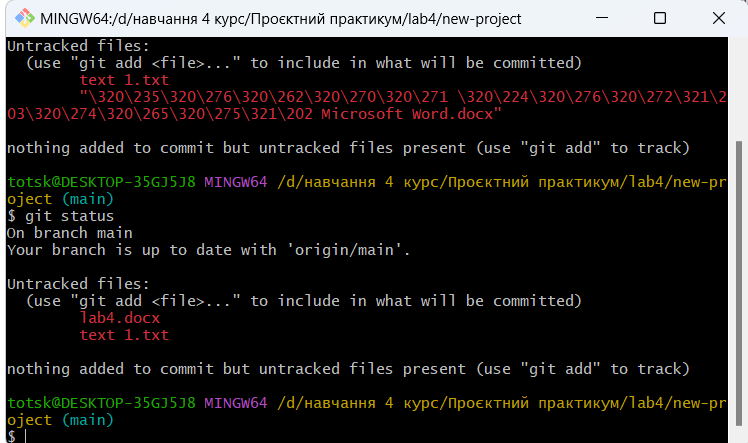 MINGW64:/d/навчання 4 курс/Проєктний практикум/lab4/new-project
Untracked files:
  (use "git add <file>..." to include in what will be committed)
        text 1.txt
        "\320\235\320\276\320\262\320\270\320\271 \320\224\320\276\320\272\321\2
03\320\274\320\265\320\275\321\202 Microsoft Word.docx"
nothing added to commit but untracked files present (use "git add" to track)
totsk@DESKTOP-35GJ5J8 MINGW64 /d/навчання 4 курс/Проєктний практикум/lab4/new-pr
oject (main)
$ git status
On branch main
Your branch is up to date with 'origin/main'.
Untracked files:
  (use "git add <file>..." to include in what will be committed)
        lab4.docx
        text 1.txt
nothing added to commit but untracked files present (use "git add" to track)
totsk@DESKTOP-35GJ5J8 MINGW64 /d/навчання 4 курс/Проєктний практикум/lab4/new-pr
oject (main)
$